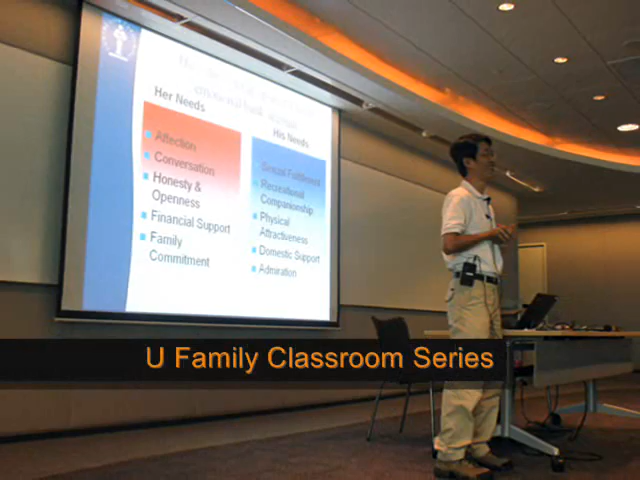 Her Needs
Affection
Conversation
Honesty &
Openness
Financial Support
Family
Commitment
His Needs
Sexual Fulfillment
Recreational
Companionship
Physical
Attractiveness
Domestic Support
Admiration
U Family Classroom Series